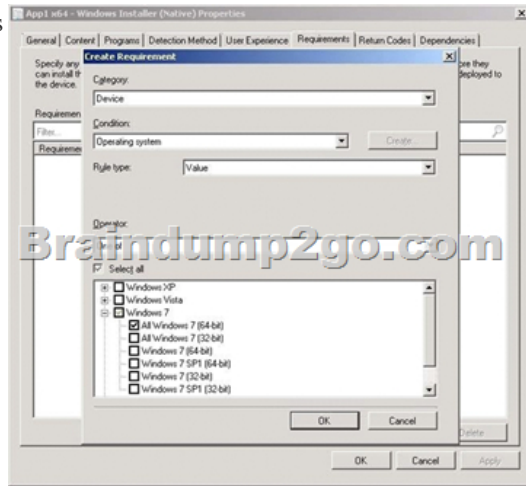 s
App1 x64 - Windows Installer (Native) Properties
General Content Programs Detection Method User Experience Requirements Return Codes Dependencies
Specify any
can install th
the device.
ore they
deployed to
Requiremen
Filter...
Requireme
Create Requirement
Category:
Device
Condition:
Operating system
Create...
Rule type:
Value
Operator:
One of
Braindump2go.com
Select all
Windows XP
Windows Vista
Windows 7
All Windows 7 (64-bit)
All Windows 7 (32-bit)
Windows 7 (64-bit)
Windows 7 SP1 (64-bit)
Windows 7 (32-bit)
Windows 7 SP1 (32-bit)
OK Cancel
Delete
OK Cancel Apply